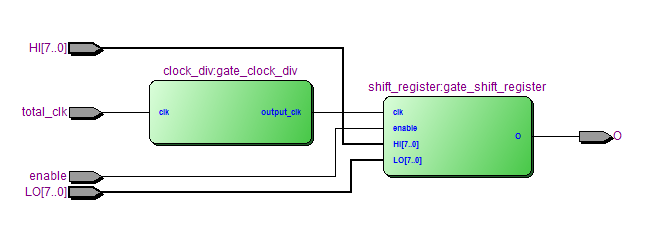 HI[7..0]
clock_div:gate_clock_div
shift_register:gate_shift_register
total_clk
clk
output_clk
clk
enable
HI[7..0]
LO[7..0]
O
O
enable
LO[7..0]